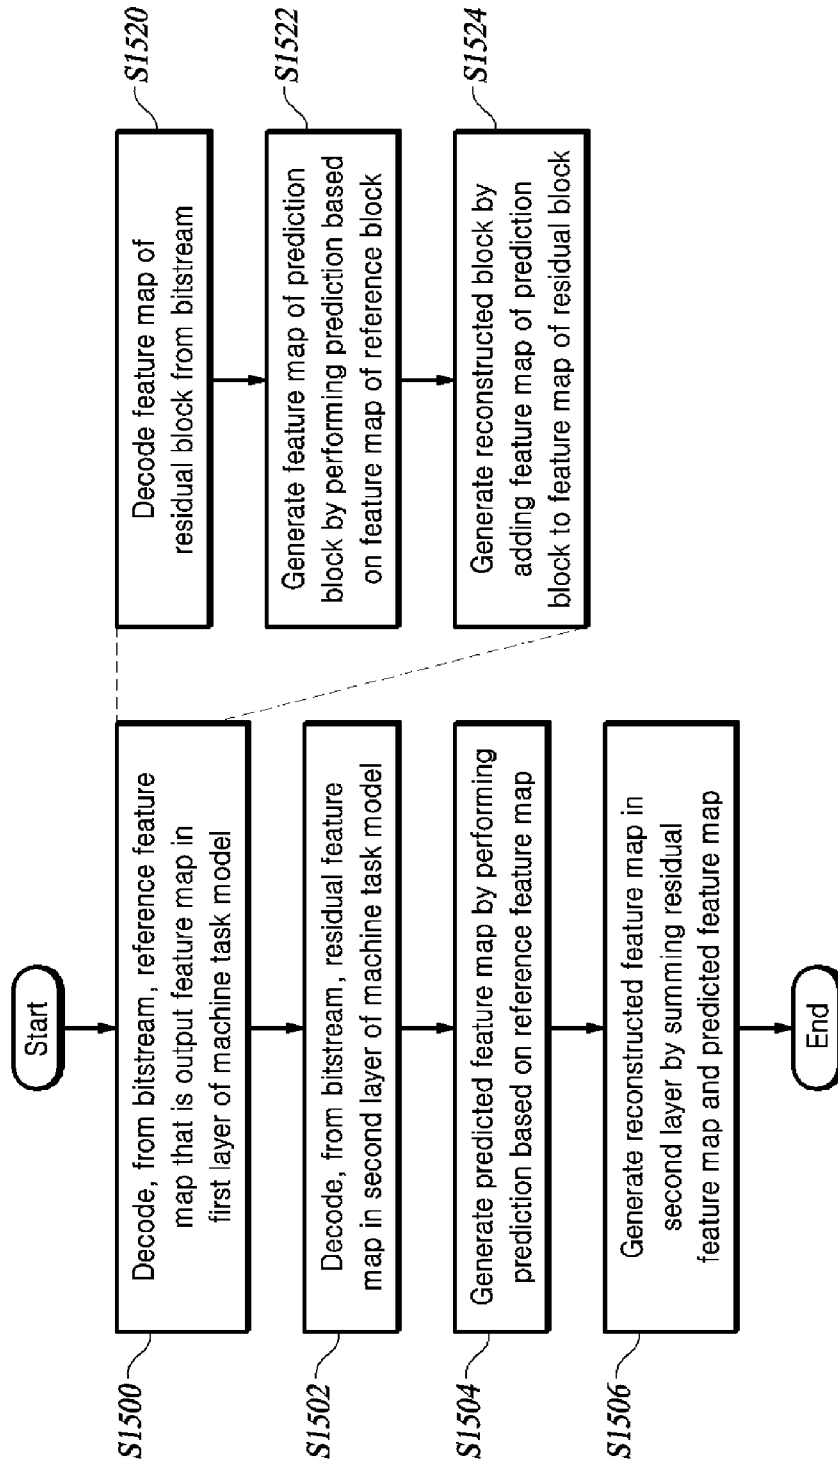 Start
S1500
Decode, from bitstream, reference feature
map that is output feature map in
first layer of machine task model
S1502
Decode, from bitstream, residual feature
map in second layer of machine task model
S1504
Generate predicted feature map by performing
prediction based on reference feature map
S1506
Generate reconstructed feature map in
second layer by summing residual
feature map and predicted feature map
End
S1520
Decode feature map of
residual block from bitstream
S1522
Generate feature map of prediction
block by performing prediction based
on feature map of reference block
S1524
Generate reconstructed block by
adding feature map of prediction
block to feature map of residual block